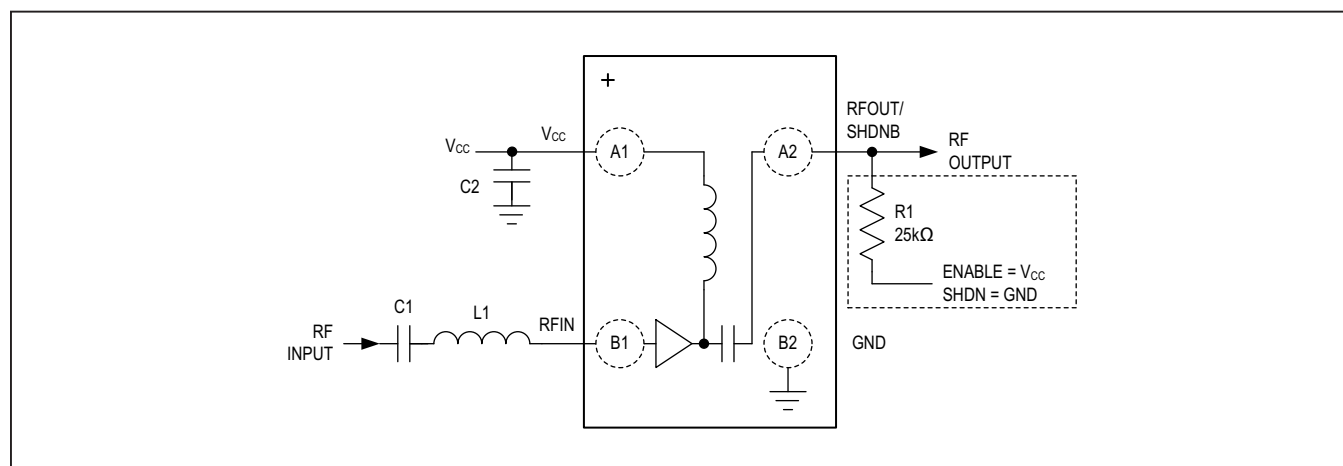 +
RFOUT/
SHDNB
VCC
VCC
A1
A2
RF
OUTPUT
C2
R1
25kΩ
ENABLE = VCC
SHDN = GND
C1
L1
RFIN
RF
INPUT
B1
B2
GND